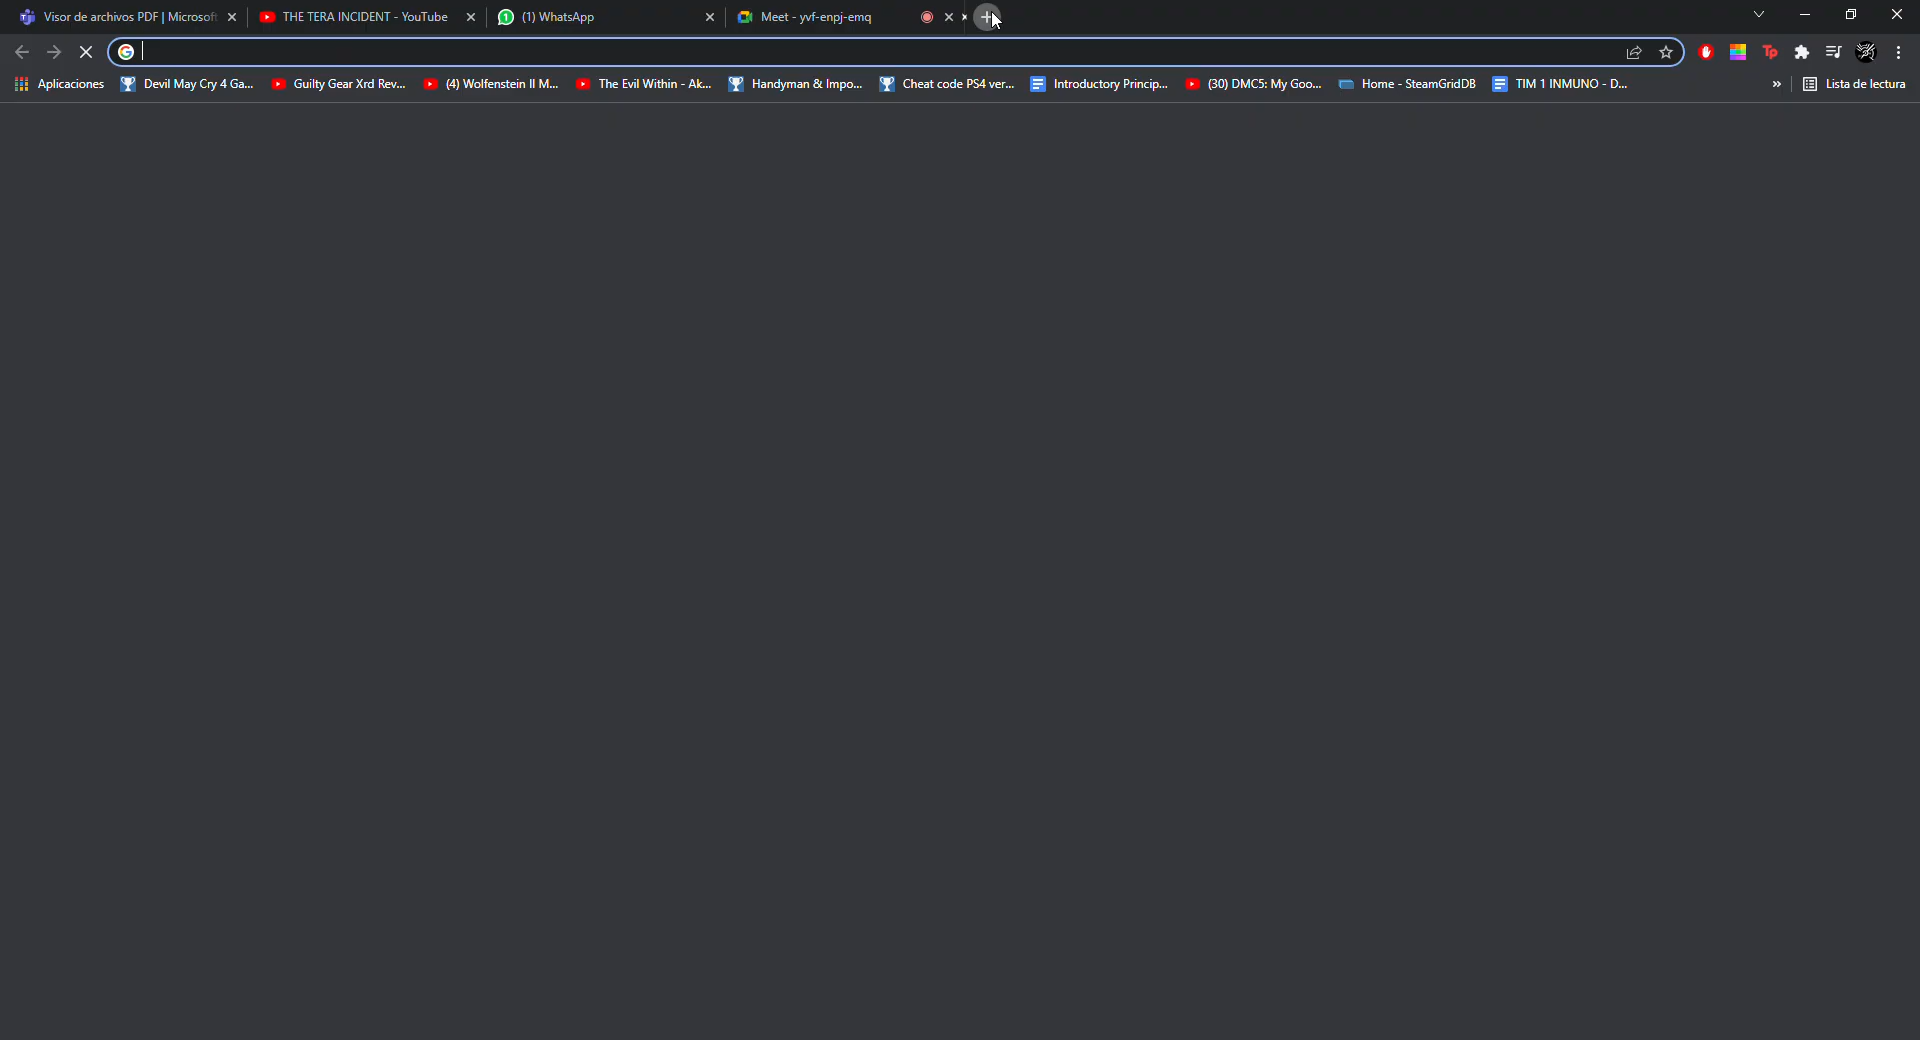 Visor de archivos PDF | Microsoft
THE TERA INCIDENT - YouTube
(1) WhatsApp
Meet - yvf-enpj-emq
Aplicaciones
Devil May Cry 4 Ga...
Guilty Gear Xrd Rev...
(4) Wolfenstein II M...
The Evil Within - Ak...
Handyman & Impo...
Cheat code PS4 ver...
Introductory Princip...
(30) DMC5: My Goo...
Home - SteamGridDB
TIM 1 INMUNO - D...
»
Lista de lectura